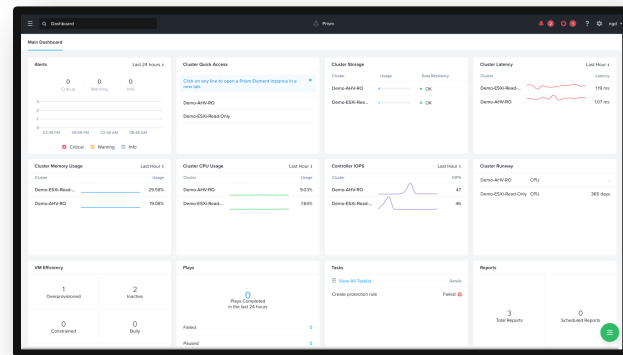 Dashboard
Prism
Main Dashboard
Alerts
Last 24 hours
0 0 0
Critical Warning Info
3
2
1
0
Critical Warning Info
Cluster Quick Access
Click on any line to open a Prism Element instance in a
new tab.
Demo-AHV-RO
Demo-ESXi-Read-Only
Cluster Storage
Cluster Usage Data Resiliency
Demo-AHV-RO OK
Demo-ESXi-Rea... OK
Cluster Latency
Last Hour
Cluster Latency
Demo-ESXi-Read-... 1.19 ms
Demo-AHV-RO 1.07 ms
Cluster Memory Usage
Last Hour
Cluster Usage
Demo-ESXi-Read-... 29.58%
Demo-AHV-RO 19.08%
Cluster CPU Usage
Last Hour
Cluster Usage
Demo-AHV-RO 9.03%
Demo-ESXi-Read-... 7.63%
Controller IOPS
Last Hour
Cluster IOPS
Demo-AHV-RO 47
Demo-ESXi-Read-... 46
Cluster Runway
Demo-AHV-RO CPU -
Demo-ESXi-Read-Only CPU 365 days
VM Efficiency
1 2
Overprovisioned Inactive
0 0
Constrained Bully
Plays
0
Plays Completed
in the last 24 hours
Failed 0
Paused 0
Tasks
View All Task(s) Details
Create protection rule Failed
Reports
3 0
Total Reports Scheduled Reports